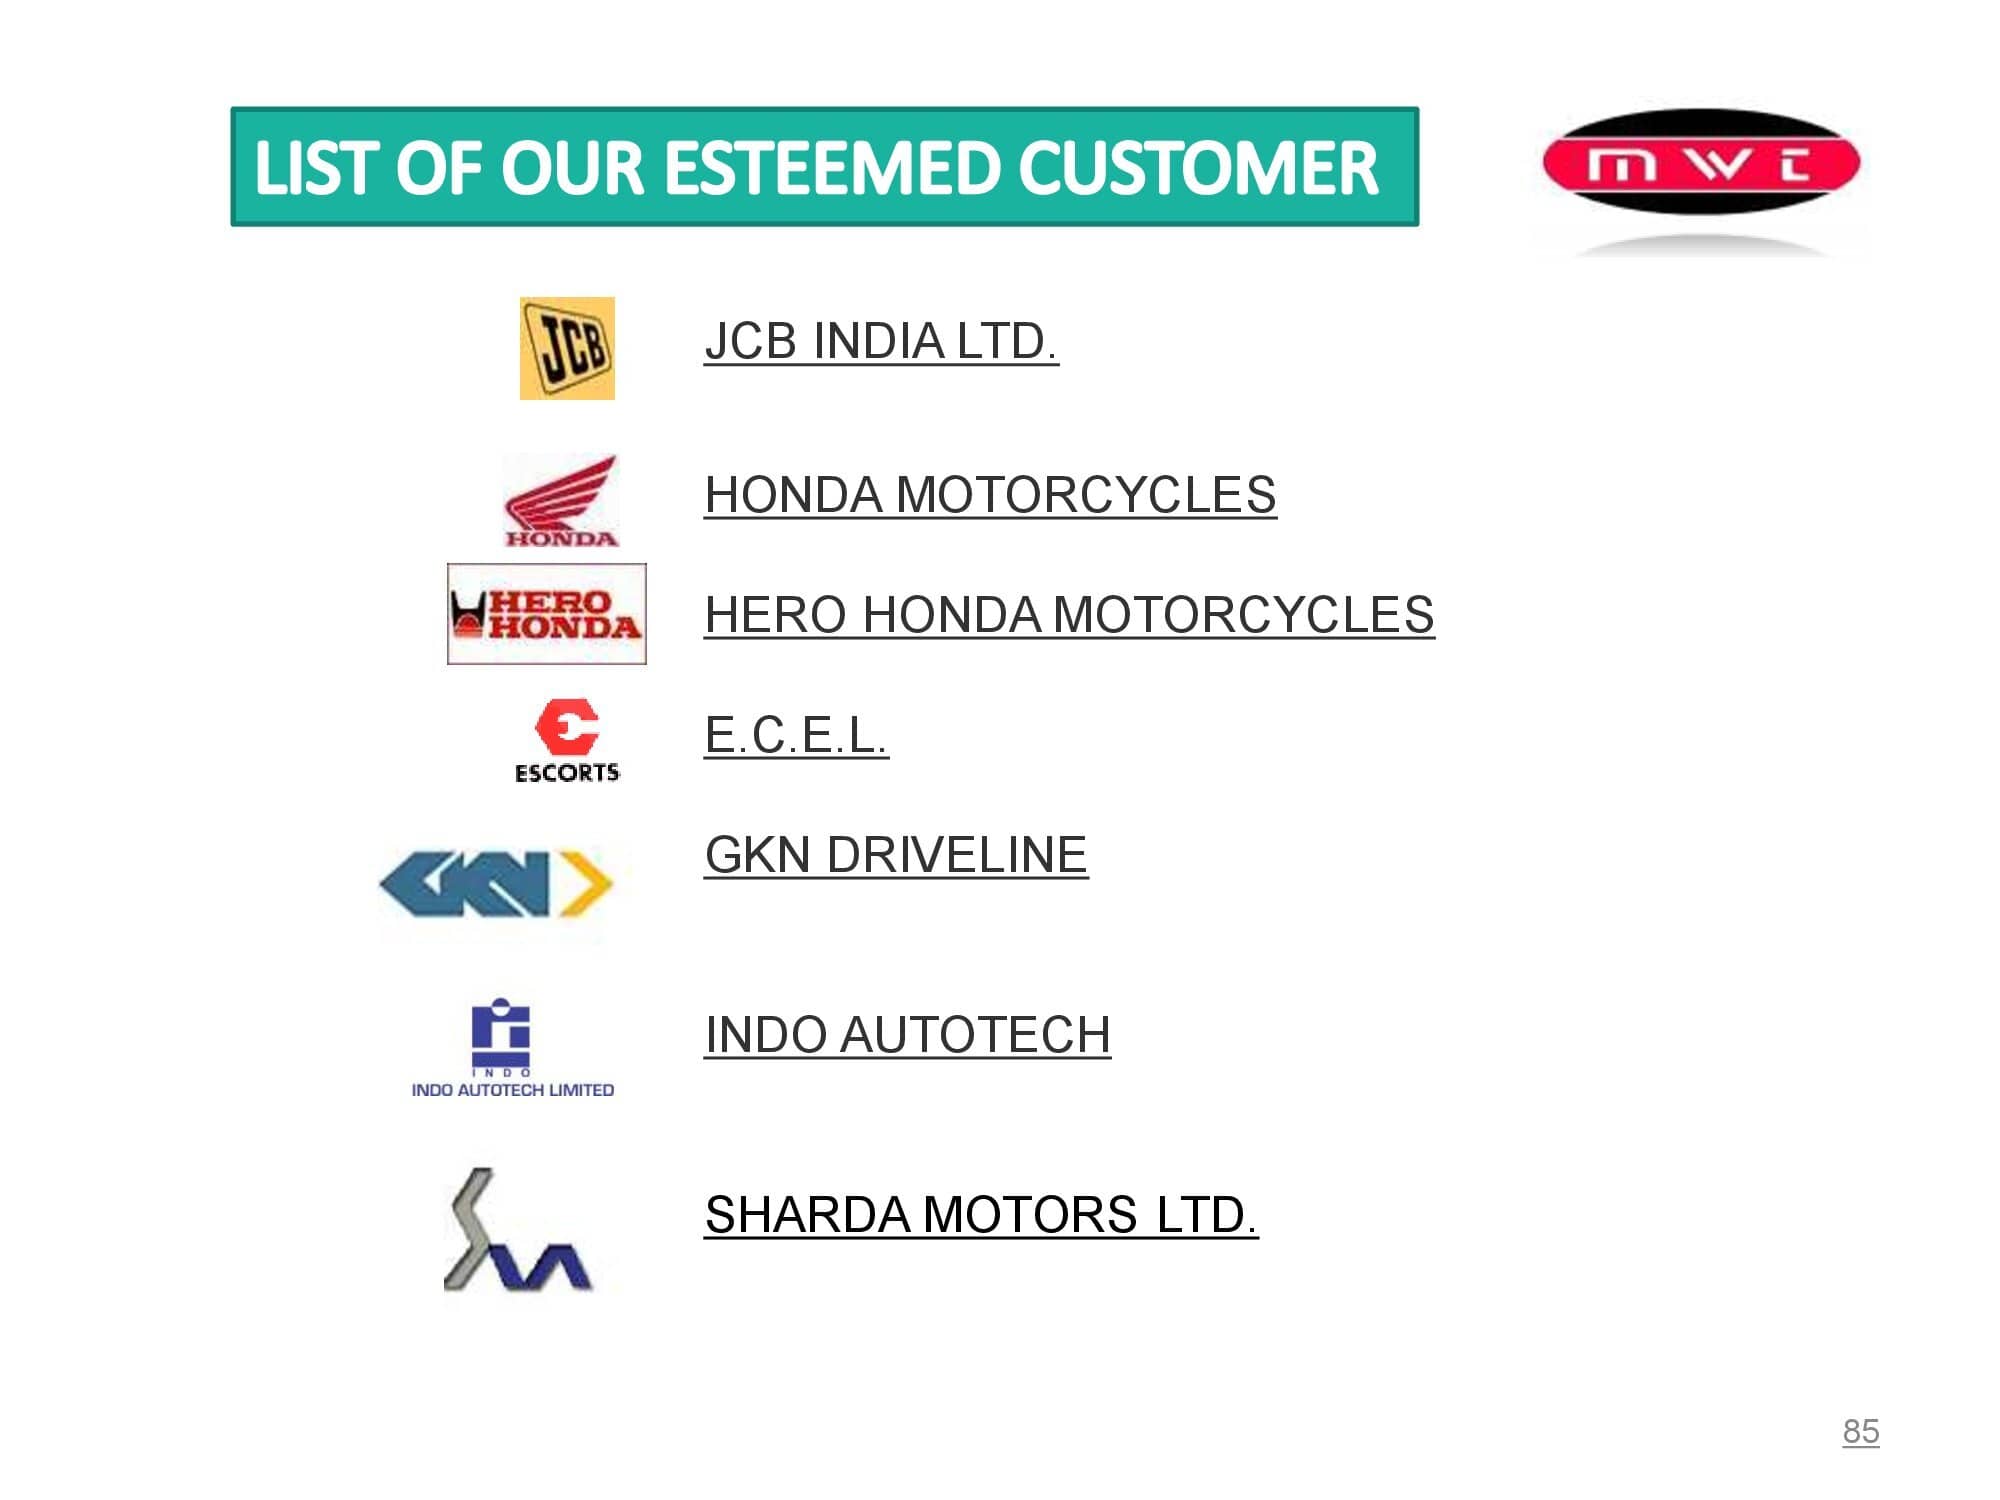 LIST OF OUR ESTEEMED CUSTOMER
mwt
JCB
JCB INDIA LTD.
HONDA
HONDA MOTORCYCLES
HERO
HONDA
HERO HONDA MOTORCYCLES
ESCORTS
E.C.E.L.
GKN
GKN DRIVELINE
INDO
INDO AUTOTECH LIMITED
INDO AUTOTECH
SHARDA MOTORS LTD.
85